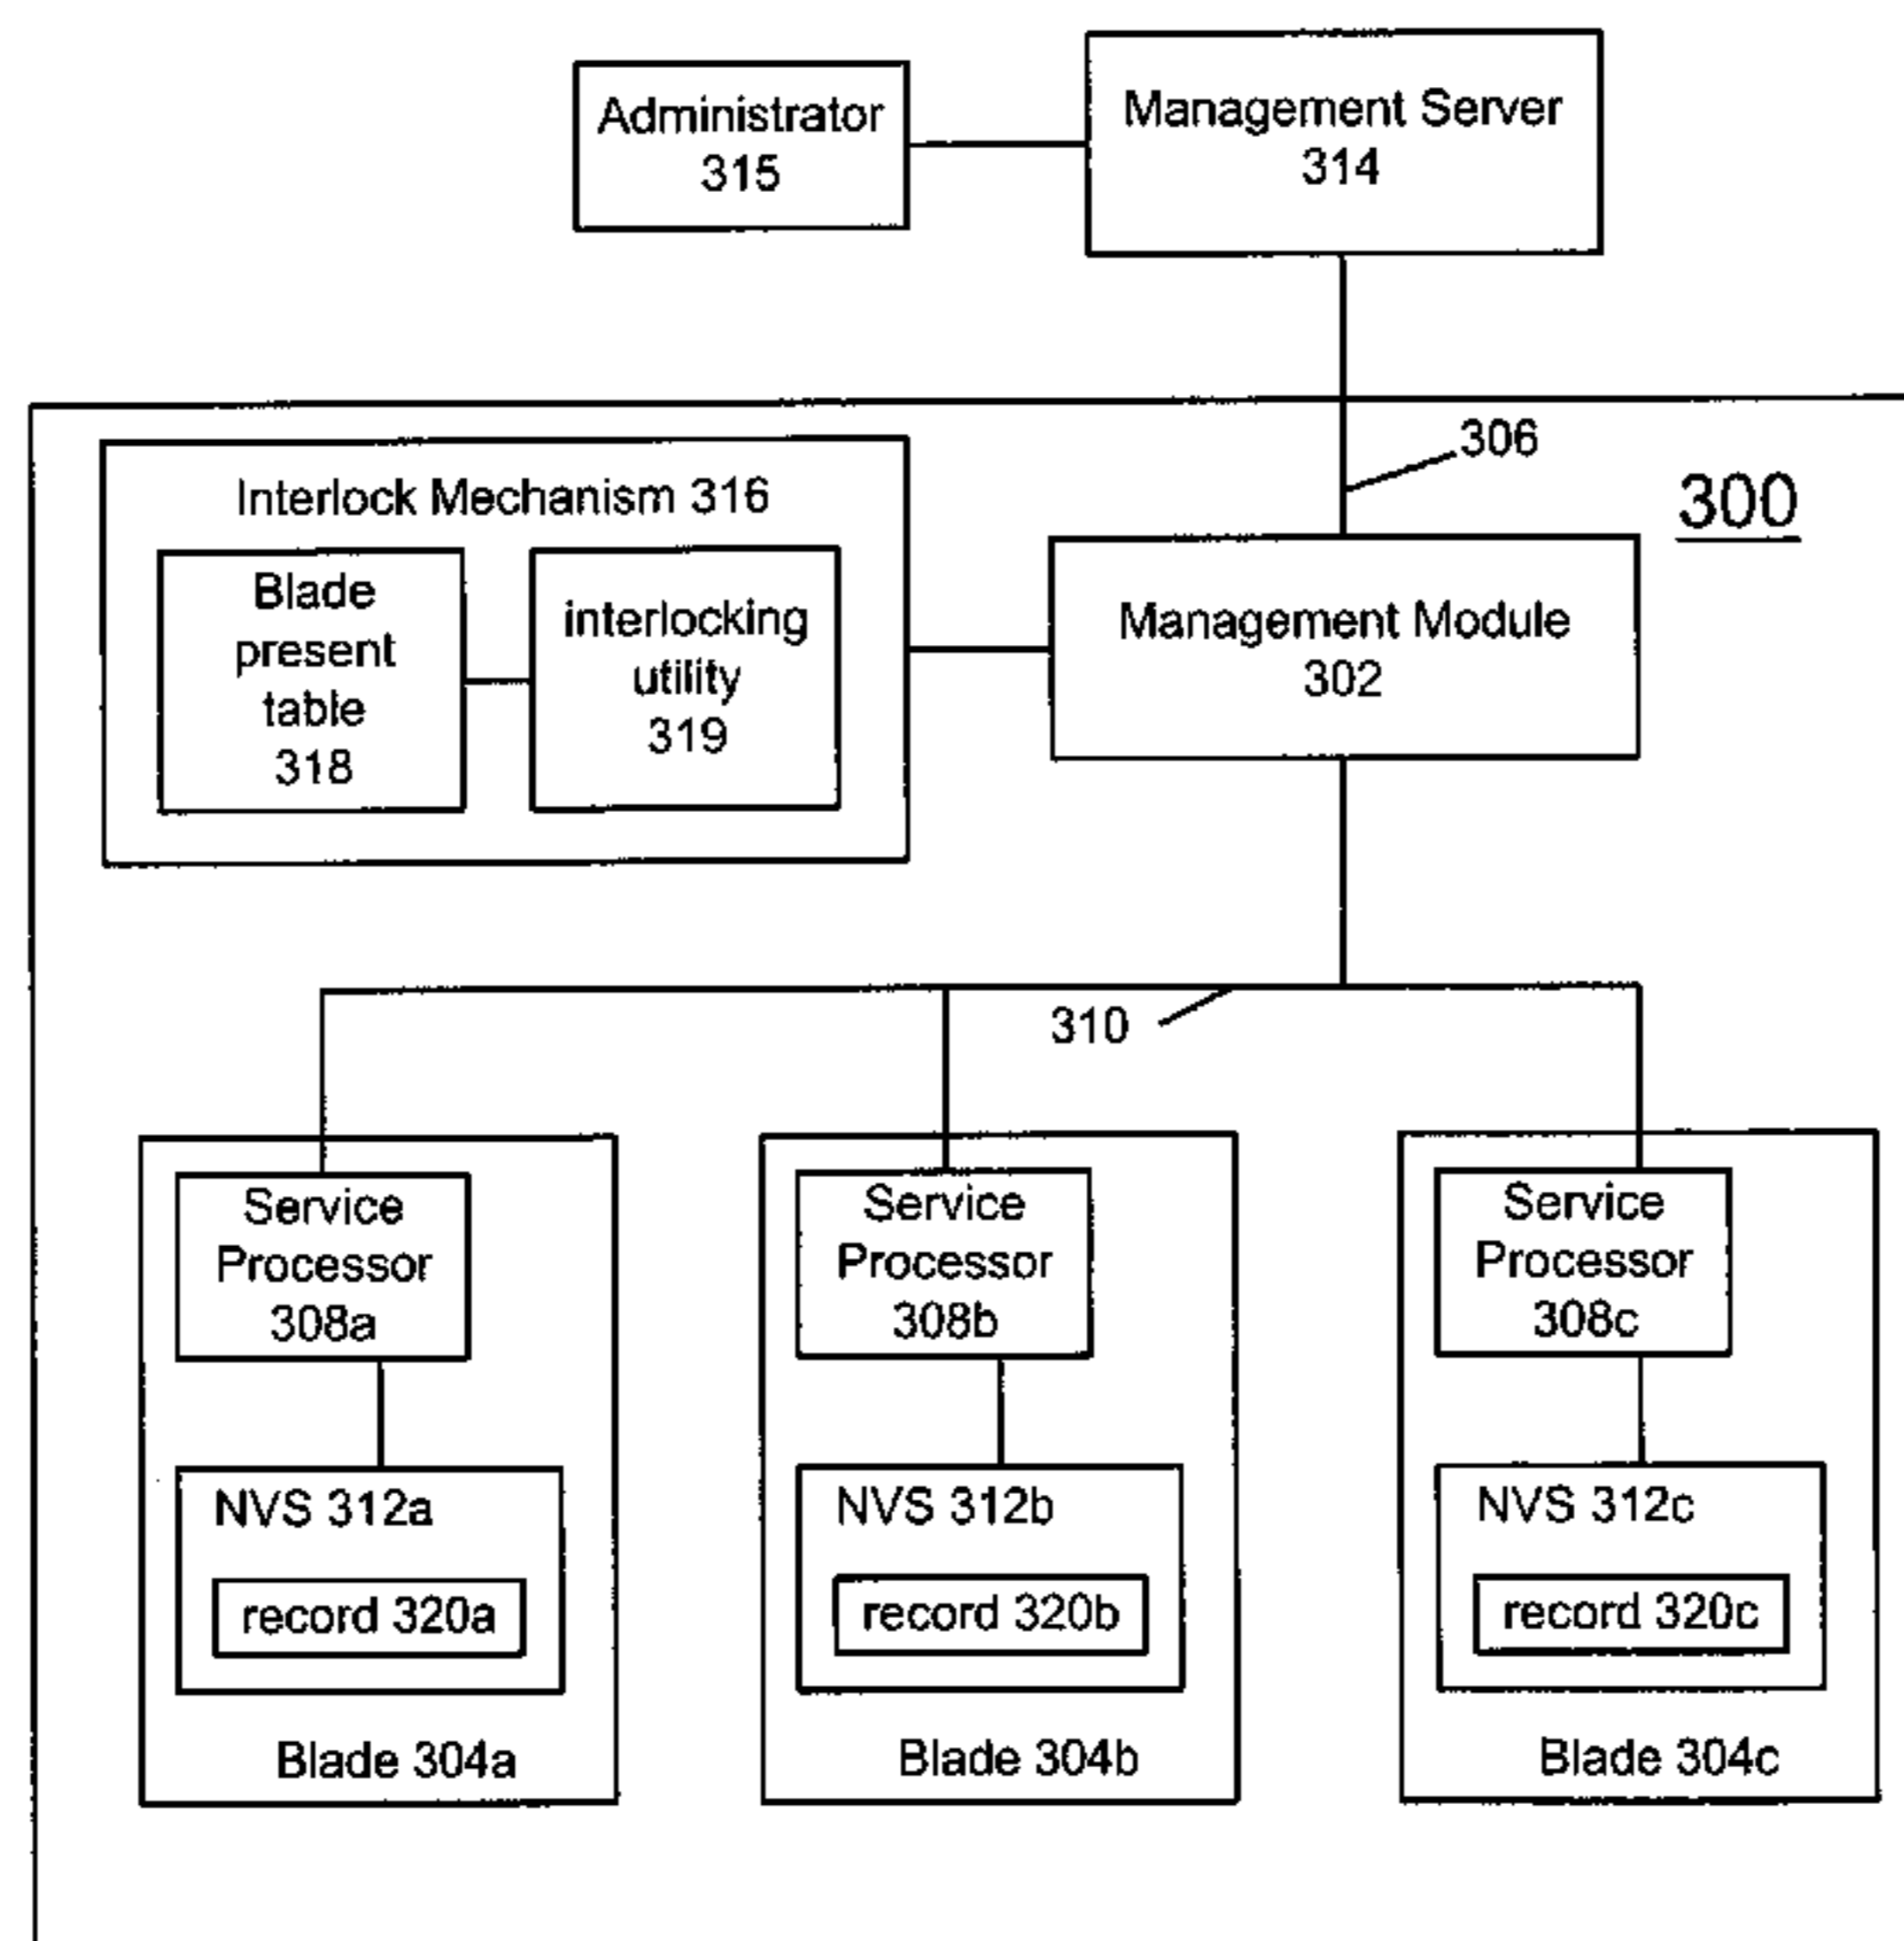 Administrator
315
Management Server
314
306
300
Interlock Mechanism 316
Blade
present
table
318
interlocking
utility
319
Management Module
302
310
Service
Processor
308a
NVS 312a
record 320a
Blade 304a
Service
Processor
308b
NVS 312b
record 320b
Blade 304b
Service
Processor
308c
NVS 312c
record 320c
Blade 304c